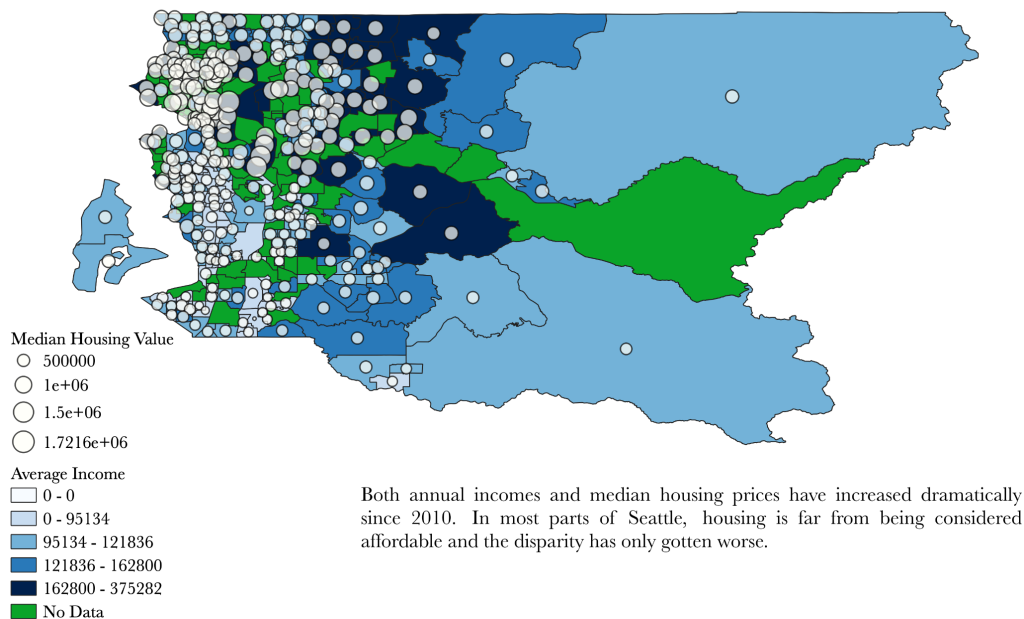 Median Housing Value
500000
1e+06
1.5e+06
1.7216e+06
Average Income
0 - 0
0 - 95134
95134 - 121836
121836 - 162800
162800 - 375282
No Data
Both annual incomes and median housing prices have increased dramatically
since 2010. In most parts of Seattle, housing is far from being considered
affordable and the disparity has only gotten worse.